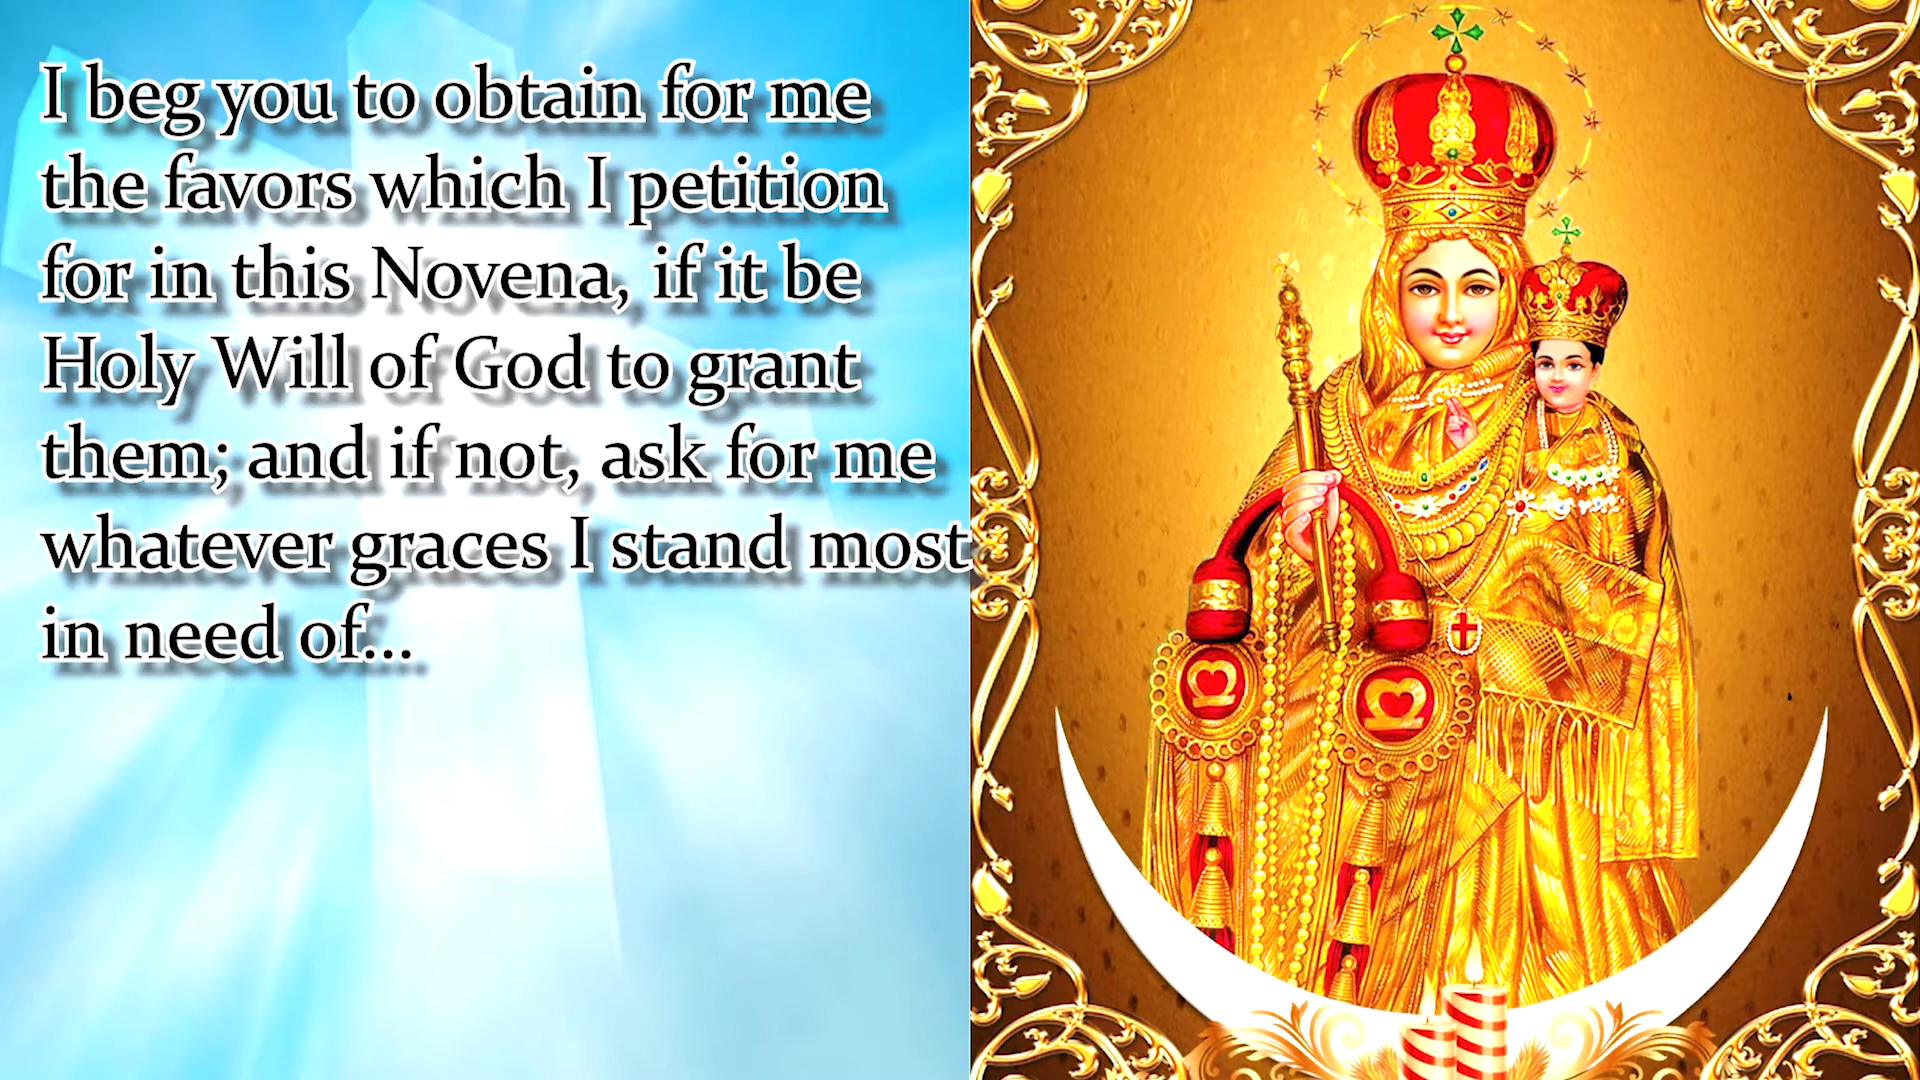 I beg you to obtain for me
the favors which I petition
for in this Novena, if it be
Holy Will of God to grant
them; and if not, ask for me
whatever graces I stand most
in need of...